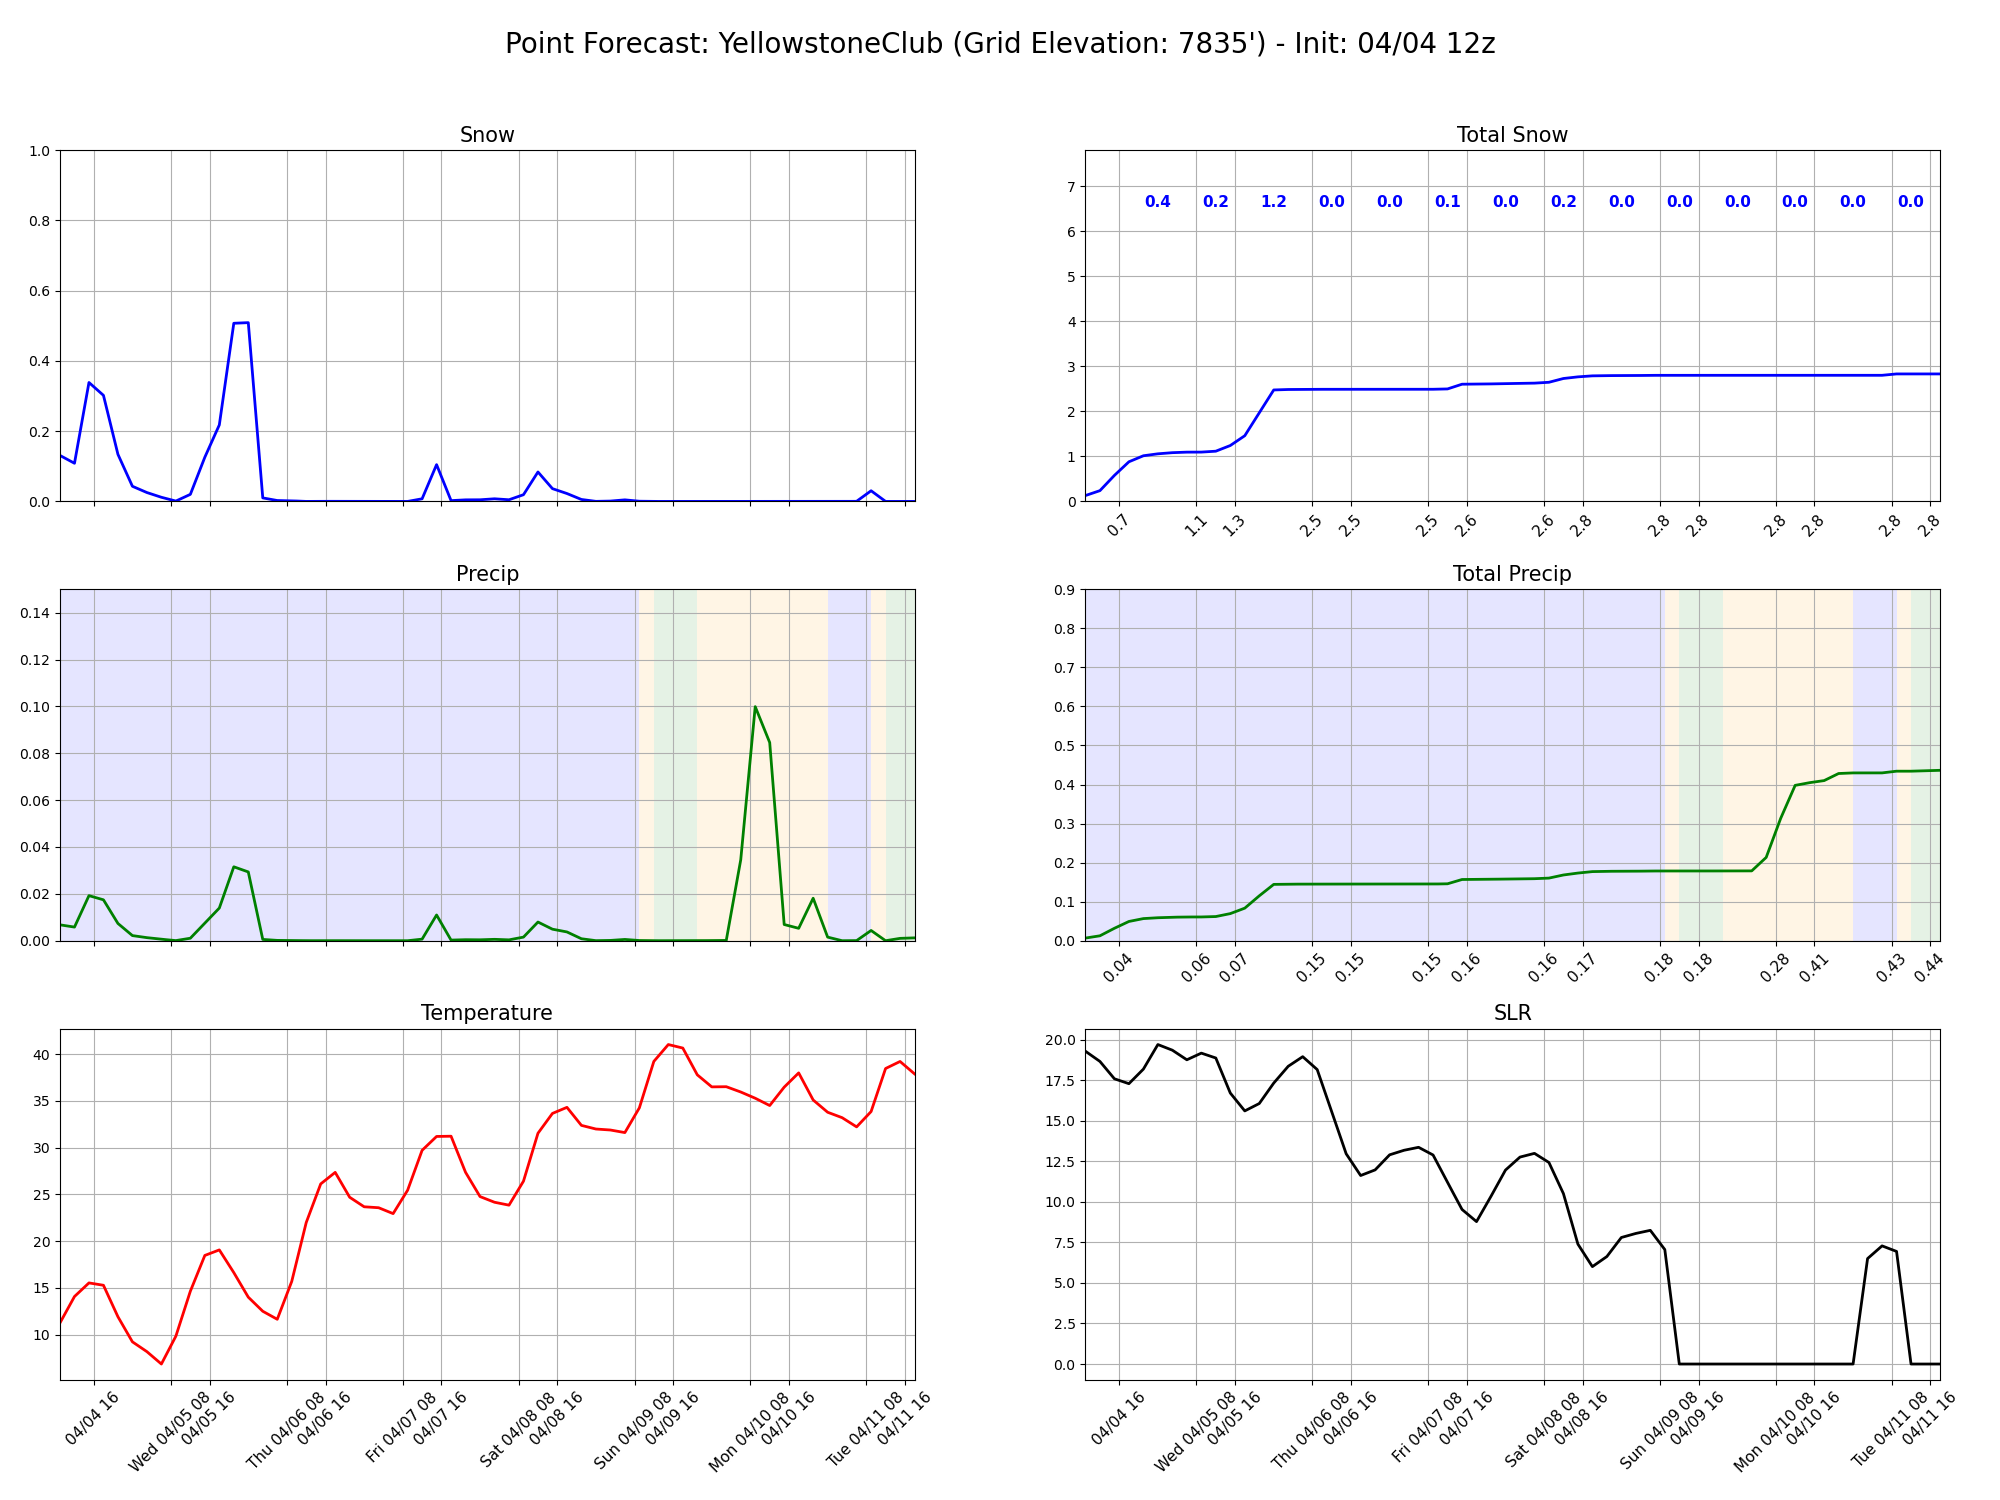 Point Forecast: YellowstoneClub (Grid Elevation: 7835') - Init: 04/04 12z
Snow
1.0
0.8
0.6
0.4
0.2
0.0
Total Snow
7
6
5
4
3
2
1
0
0.4 0.2 1.2 0.0 0.0 0.1 0.0 0.2 0.0 0.0 0.0 0.0 0.0 0.0
0.7 1.1 1.3 2.5 2.5 2.5 2.6 2.6 2.8 2.8 2.8 2.8 2.8 2.8 2.8
Precip
0.14
0.12
0.10
0.08
0.06
0.04
0.02
0.00
Total Precip
0.9
0.8
0.7
0.6
0.5
0.4
0.3
0.2
0.1
0.0
0.04 0.06 0.07 0.15 0.15 0.15 0.16 0.16 0.17 0.18 0.18 0.28 0.41 0.43 0.44
Temperature
40
35
30
25
20
15
10
04/04 16
Wed 04/05 08
04/05 16
Thu 04/06 08
04/06 16
Fri 04/07 08
04/07 16
Sat 04/08 08
04/08 16
Sun 04/09 08
04/09 16
Mon 04/10 08
04/10 16
Tue 04/11 08
04/11 16
SLR
20.0
17.5
15.0
12.5
10.0
7.5
5.0
2.5
0.0
04/04 16
Wed 04/05 08
04/05 16
Thu 04/06 08
04/06 16
Fri 04/07 08
04/07 16
Sat 04/08 08
04/08 16
Sun 04/09 08
04/09 16
Mon 04/10 08
04/10 16
Tue 04/11 08
04/11 16